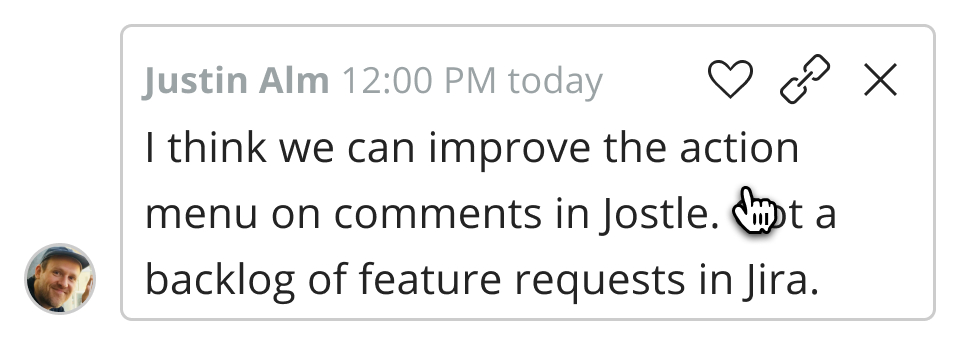 Justin Alm 12:00 PM today
I think we can improve the action
menu on comments in Jostle. a
backlog of feature requests in Jira.